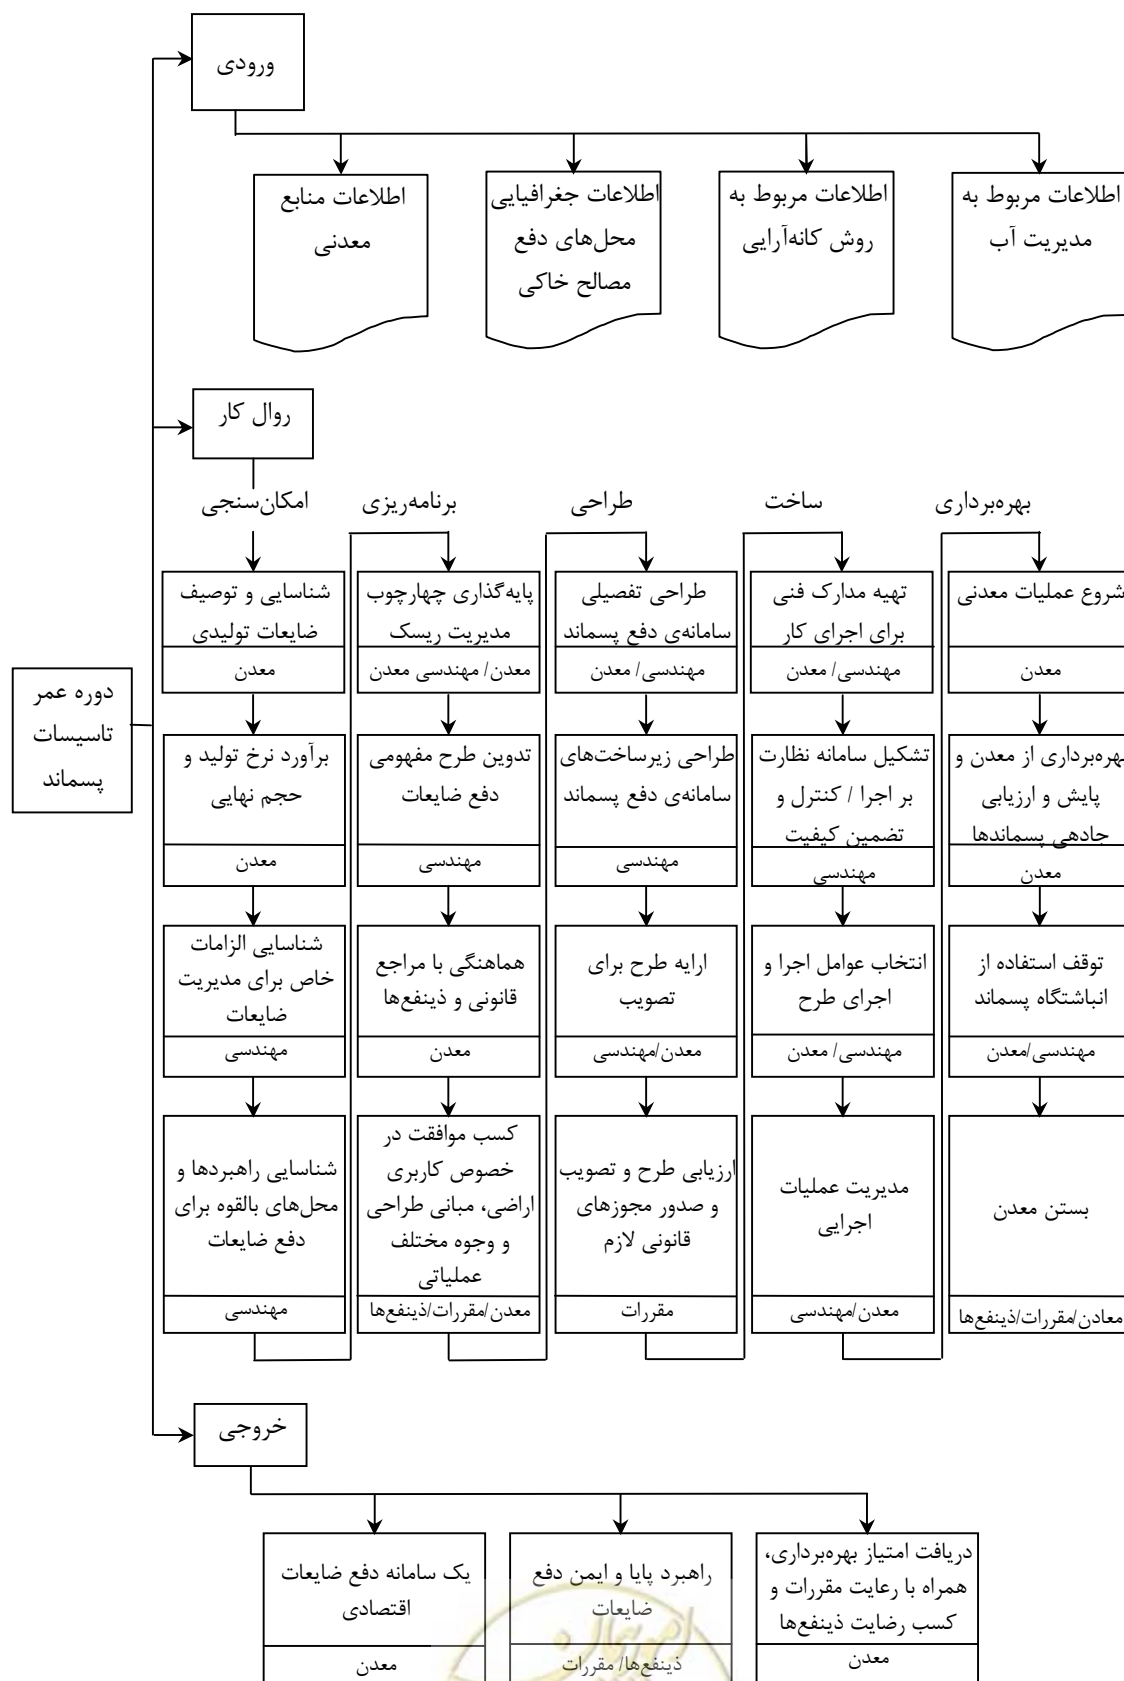 ورودی
اطلاعات منابع
معدنی
اطلاعات جغرافیایی
محل‌های دفع
مصالح خاکی
اطلاعات مربوط به
روش کانه‌آرایی
اطلاعات مربوط به
مدیریت آب
روال کار
امکان‌سنجی
برنامه‌ریزی
طراحی
ساخت
بهره‌برداری
شناسایی و توصیف
ضایعات تولیدی
معدن
پایه‌گذاری چهارچوب
مدیریت ریسک
معدن/ مهندسی معدن
طراحی تفصیلی
سامانه‌ی دفع پسماند
مهندسی/ معدن
تهیه مدارک فنی
برای اجرای کار
مهندسی/ معدن
شروع عملیات معدنی
معدن
دوره عمر
تاسیسات
پسماند
برآورد نرخ تولید و
حجم نهایی
معدن
تدوین طرح مفهومی
دفع ضایعات
مهندسی
طراحی زیرساخت‌های
سامانه‌ی دفع پسماند
مهندسی
تشکیل سامانه نظارت
بر اجرا / کنترل و
تضمین کیفیت
مهندسی
بهره‌برداری از معدن و
پایش و ارزیابی
جادهی پسماندها
معدن
شناسایی الزامات
خاص برای مدیریت
ضایعات
مهندسی
هماهنگی با مراجع
قانونی و ذینفع‌ها
معدن
ارایه طرح برای
تصویب
معدن/مهندسی
انتخاب عوامل اجرا و
اجرای طرح
مهندسی/ معدن
توقف استفاده از
انباشتگاه پسماند
مهندسی/معدن
شناسایی راهبردها و
محل‌های بالقوه برای
دفع ضایعات
مهندسی
کسب موافقت در
خصوص کاربری
اراضی، مبانی طراحی
و وجوه مختلف
عملیاتی
معدن/مقررات/ذینفع‌ها
ارزیابی طرح و تصویب
و صدور مجوزهای
قانونی لازم
مقررات
مدیریت عملیات
اجرایی
معدن/مهندسی
بستن معدن
معادن/مقررات/ذینفع‌ها
خروجی
یک سامانه دفع ضایعات
اقتصادی
معدن
راهبرد پایا و ایمن دفع
ضایعات
ذینفع‌ها/ مقررات
دریافت امتیاز بهره‌برداری،
همراه با رعایت مقررات و
کسب رضایت ذینفع‌ها
معدن